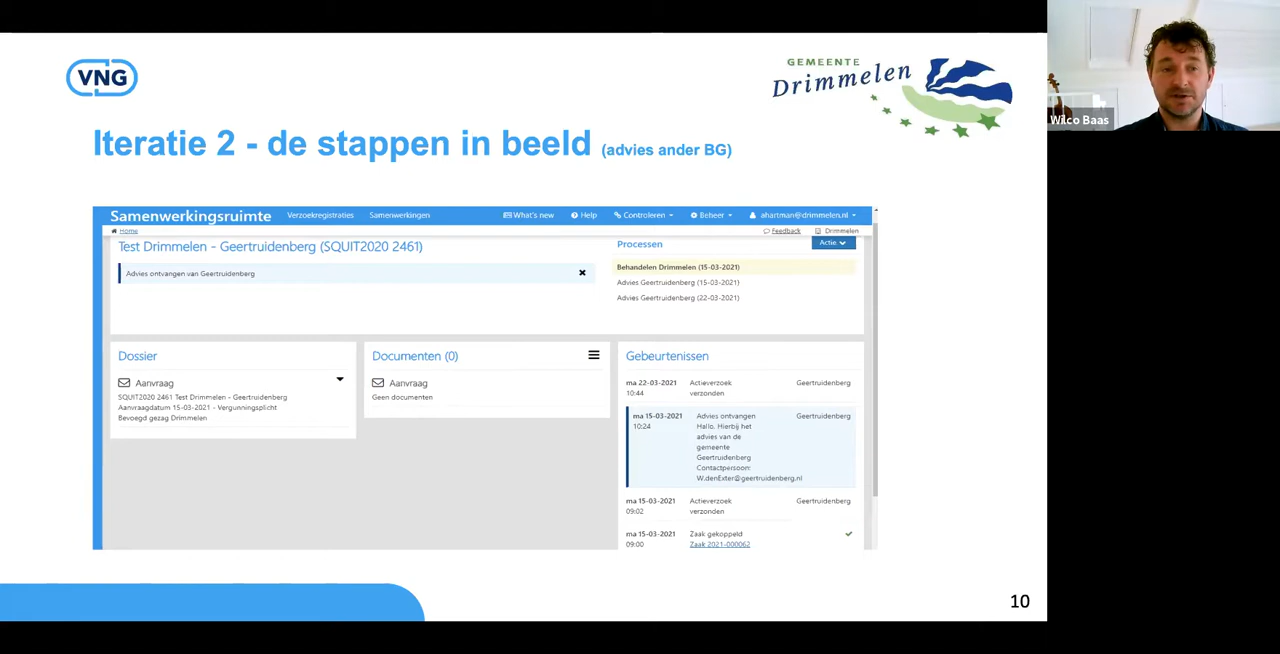 VNG
GEMEENTE
Drimmelen
Wilco Baas
Iteratie 2 - de stappen in beeld (advies ander BG)
Samenwerkingsruimte Verzoekregistraties Samenwerkingen What's new Help Controleren Beheer ahartman@drimmelen.nl
Home Feedback Drimmelen
Test Drimmelen - Geertruidenberg (SQUIT2020 2461)
Advies ontvangen van Geertruidenberg
Processen
Actie
Behandelen Drimmelen (15-03-2021)
Advies Geertruidenberg (15-03-2021)
Advies Geertruidenberg (22-03-2021)
Dossier
Aanvraag
SQUIT2020 2461 Test Drimmelen - Geertruidenberg
Aanvraagdatum 15-03-2021 - Vergunningsplicht
Bevoegd gezag Drimmelen
Documenten (0)
Aanvraag
Geen documenten
Gebeurtenissen
ma 22-03-2021 Actieverzoek Geertruidenberg
10:44 verzonden
ma 15-03-2021 Advies ontvangen Geertruidenberg
10:24 Hallo. Hierbij het
advies van de
gemeente
Geertruidenberg
Contactpersoon:
W.denExter@geertruidenberg.nl
ma 15-03-2021 Actieverzoek Geertruidenberg
09:02 verzonden
ma 15-03-2021 Zaak gekoppeld
09:00 Zaak 2021-000062
10